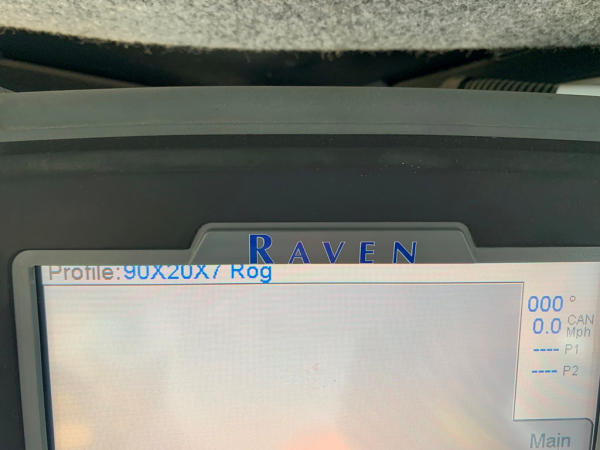 RAVEN
Profile:90X20X7 Rog
000 °
0.0 CAN Mph
---- P1
---- P2
Main